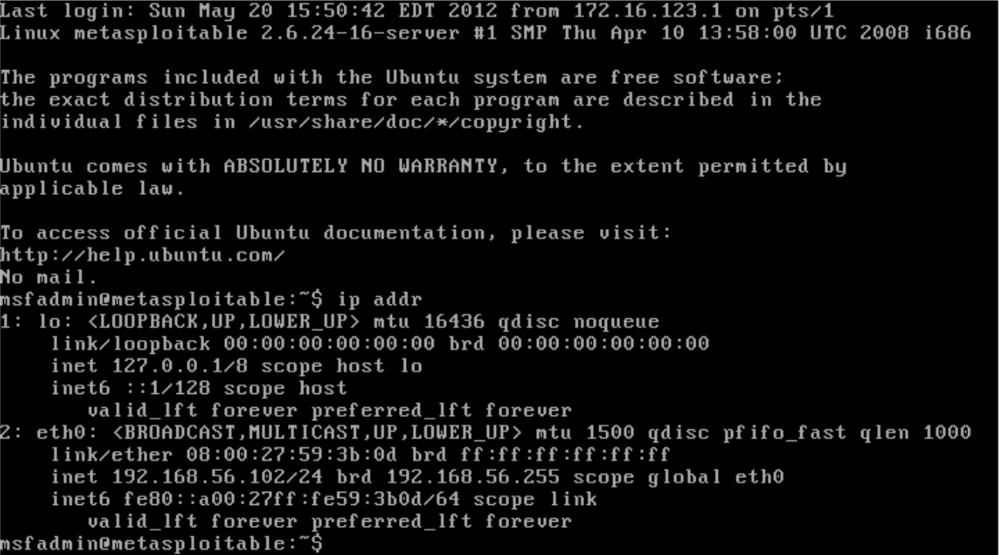 Last login: Sun May 20 15:50:42 EDT 2012 from 172.16.123.1 on pts/1
Linux metasploitable 2.6.24-16-server #1 SMP Thu Apr 10 13:58:00 UTC 2008 i686
The programs included with the Ubuntu system are free software;
the exact distribution terms for each program are described in the
individual files in /usr/share/doc/*/copyright.
Ubuntu comes with ABSOLUTELY NO WARRANTY, to the extent permitted by
applicable law.
To access official Ubuntu documentation, please visit:
http://help.ubuntu.com/
No mail.
msfadmin@metasploitable:~$ ip addr
1: lo: <LOOPBACK,UP,LOWER_UP> mtu 16436 qdisc noqueue
    link/loopback 00:00:00:00:00:00 brd 00:00:00:00:00:00
    inet 127.0.0.1/8 scope host lo
    inet6 ::1/128 scope host
       valid_lft forever preferred_lft forever
2: eth0: <BROADCAST,MULTICAST,UP,LOWER_UP> mtu 1500 qdisc pfifo_fast qlen 1000
    link/ether 08:00:27:59:3b:0d brd ff:ff:ff:ff:ff:ff
    inet 192.168.56.102/24 brd 192.168.56.255 scope global eth0
    inet6 fe80::a00:27ff:fe59:3b0d/64 scope link
       valid_lft forever preferred_lft forever
msfadmin@metasploitable:~$